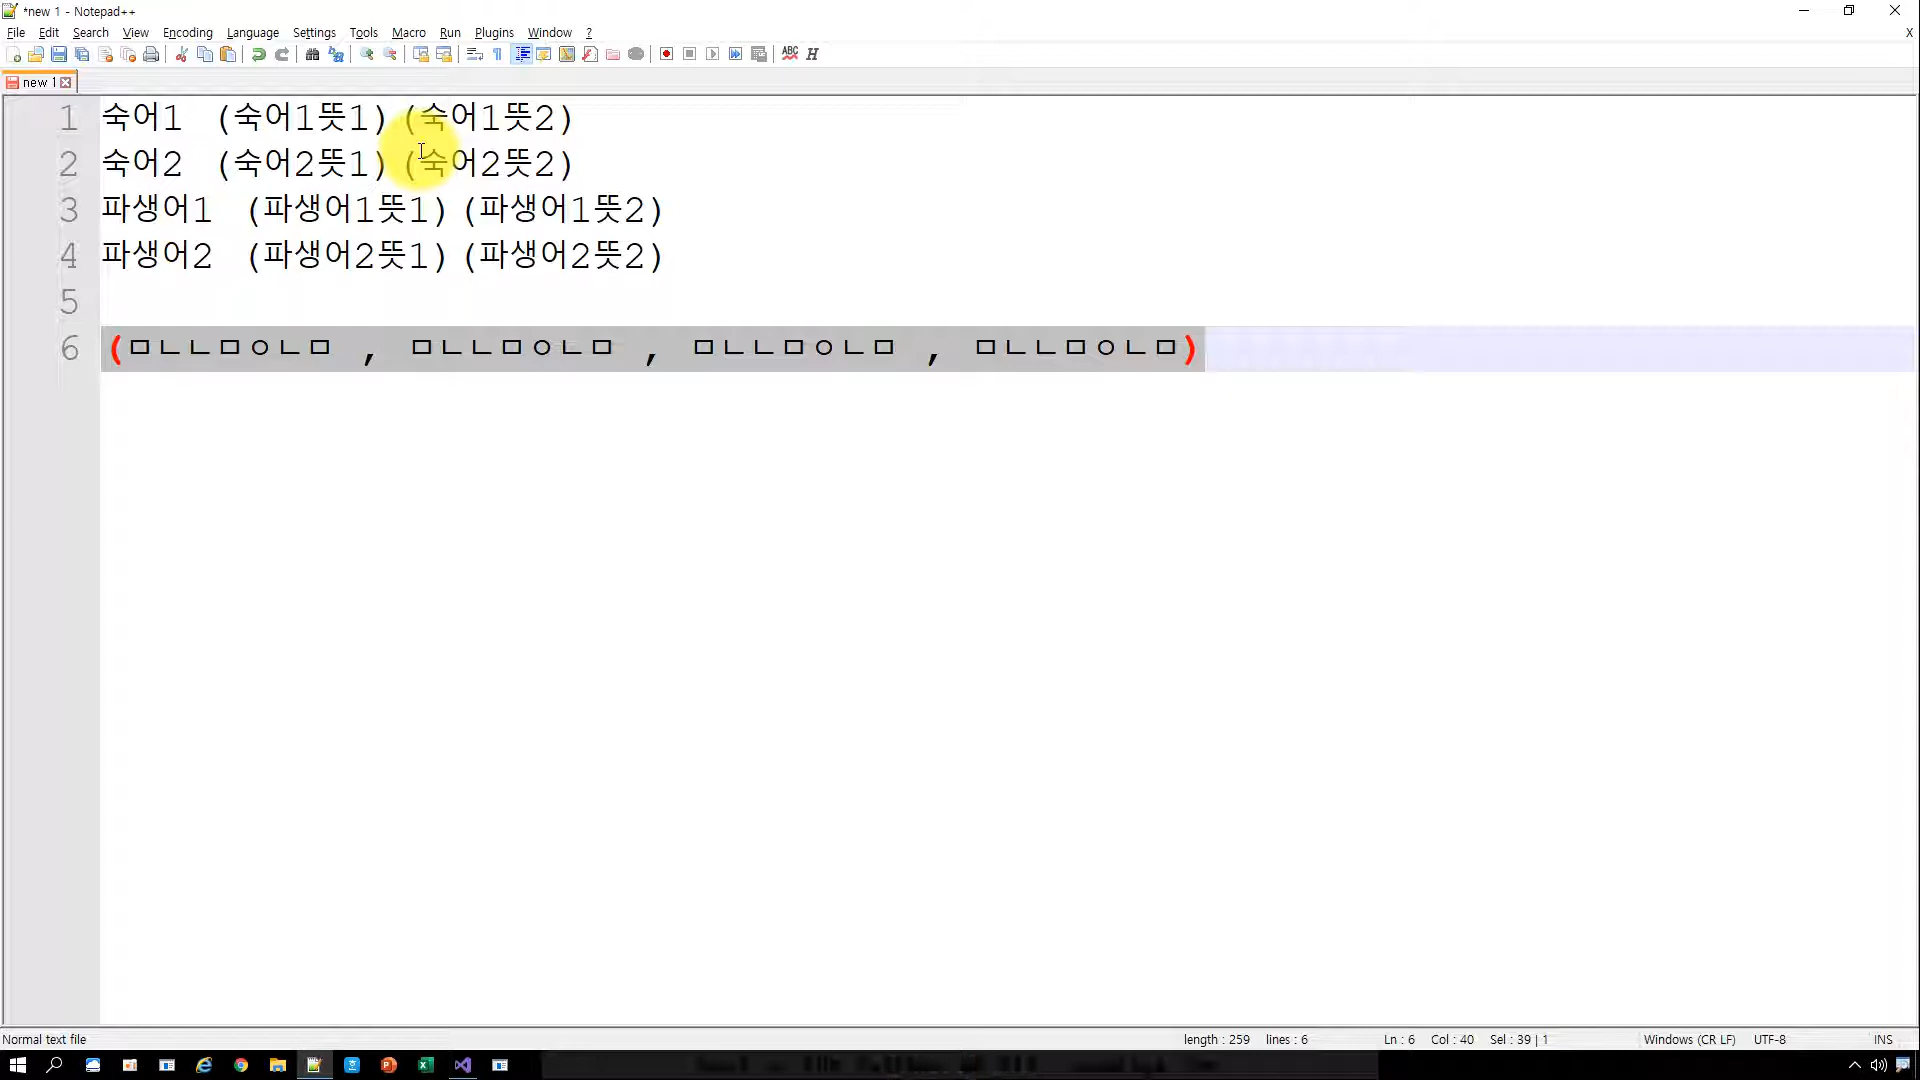 *new 1 - Notepad++
File Edit Search View Encoding Language Settings Tools Macro Run Plugins Window ?
X
new 1
1 숙어1 (숙어1뜻1)(숙어1뜻2)
2 숙어2 (숙어2뜻1)(숙어2뜻2)
3 파생어1 (파생어1뜻1)(파생어1뜻2)
4 파생어2 (파생어2뜻1)(파생어2뜻2)
5
6 (ㅁㄴㄴㅁㅇㄴㅁ , ㅁㄴㄴㅁㅇㄴㅁ , ㅁㄴㄴㅁㅇㄴㅁ , ㅁㄴㄴㅁㅇㄴㅁ)
Normal text file length : 259 lines : 6 Ln : 6 Col : 40 Sel : 39 | 1 Windows (CR LF) UTF-8 INS